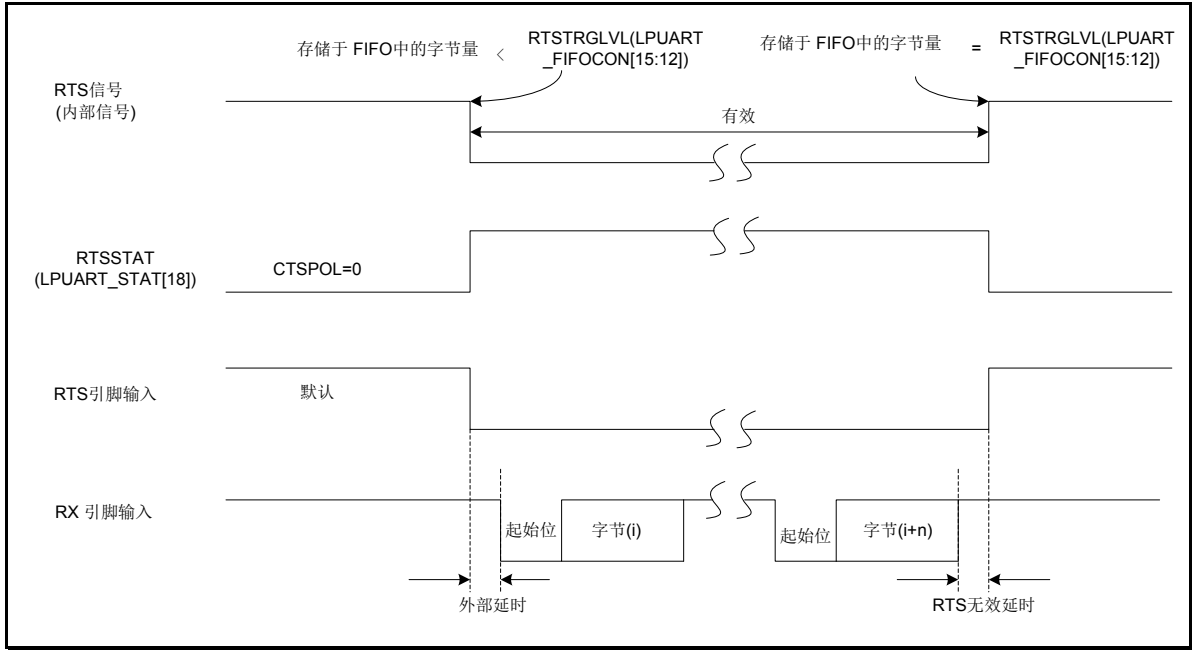 存储于 FIFO中的字节量 < RTSTRGLVL(LPUART
_FIFOCON[15:12])
存储于 FIFO中的字节量 = RTSTRGLVL(LPUART
_FIFOCON[15:12])
RTS信号
(内部信号)
有效
RTSSTAT
(LPUART_STAT[18])
CTSPOL=0
RTS引脚输入
默认
RX 引脚输入
起始位
字节(i)
起始位
字节(i+n)
外部延时
RTS无效延时